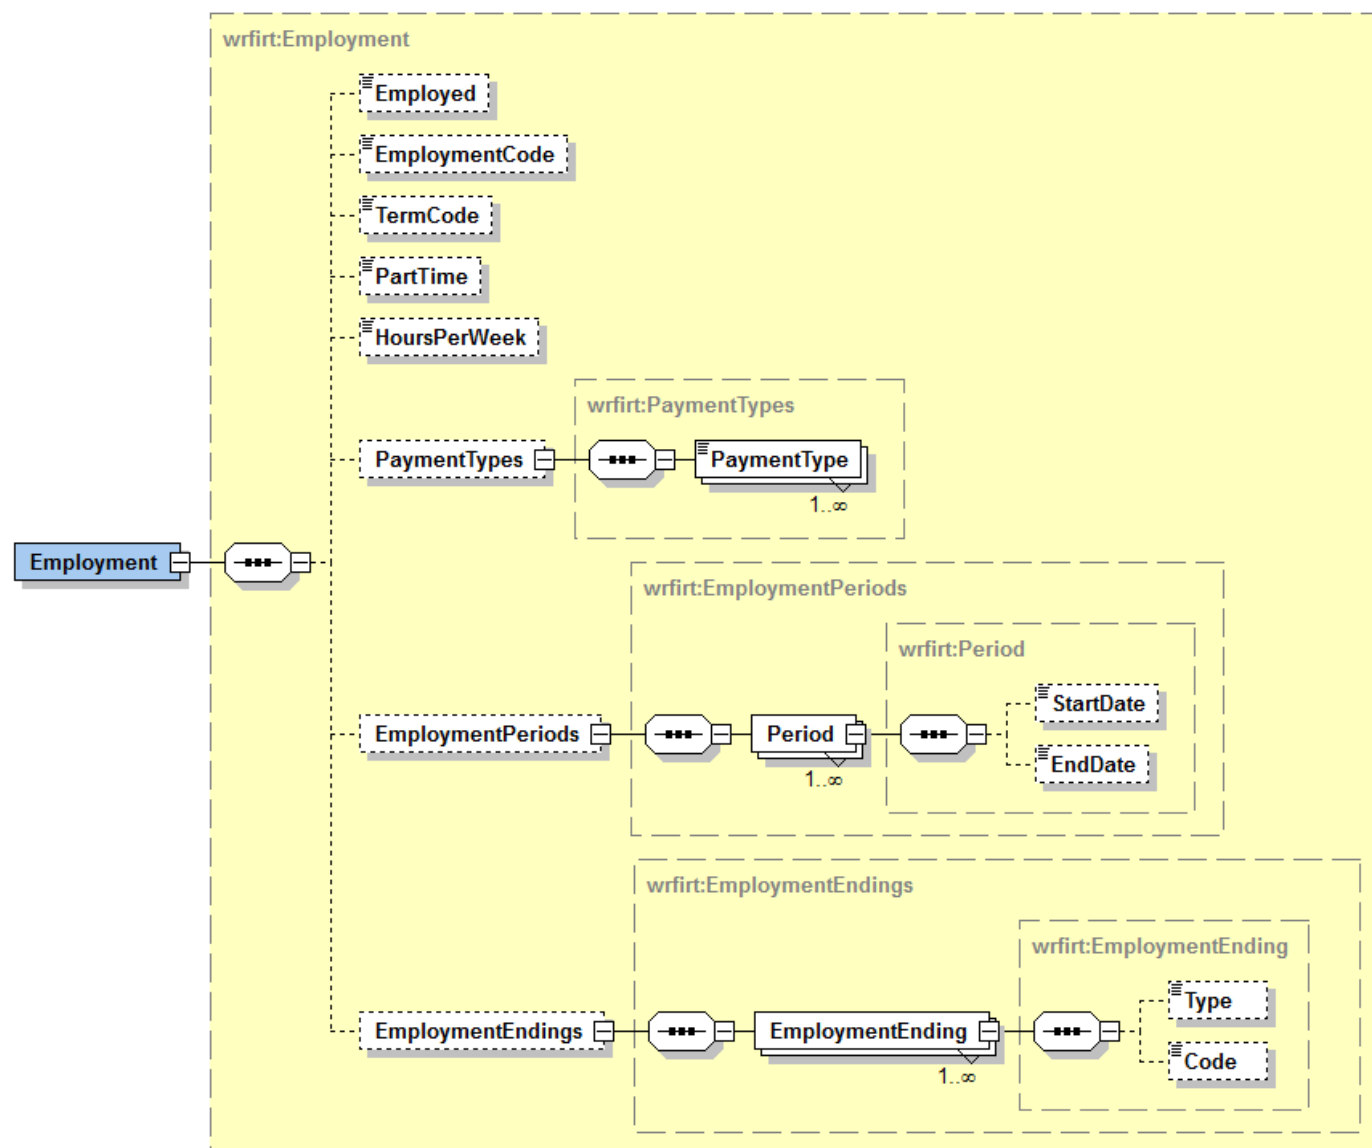 wrfirt:Employment
Employed
EmploymentCode
TermCode
PartTime
HoursPerWeek
wrfirt:PaymentTypes
PaymentTypes
PaymentType
1..∞
Employment
wrfirt:EmploymentPeriods
wrfirt:Period
StartDate
EmploymentPeriods
Period
EndDate
1..∞
wrfirt:EmploymentEndings
wrfirt:EmploymentEnding
Type
EmploymentEndings
EmploymentEnding
Code
1..∞